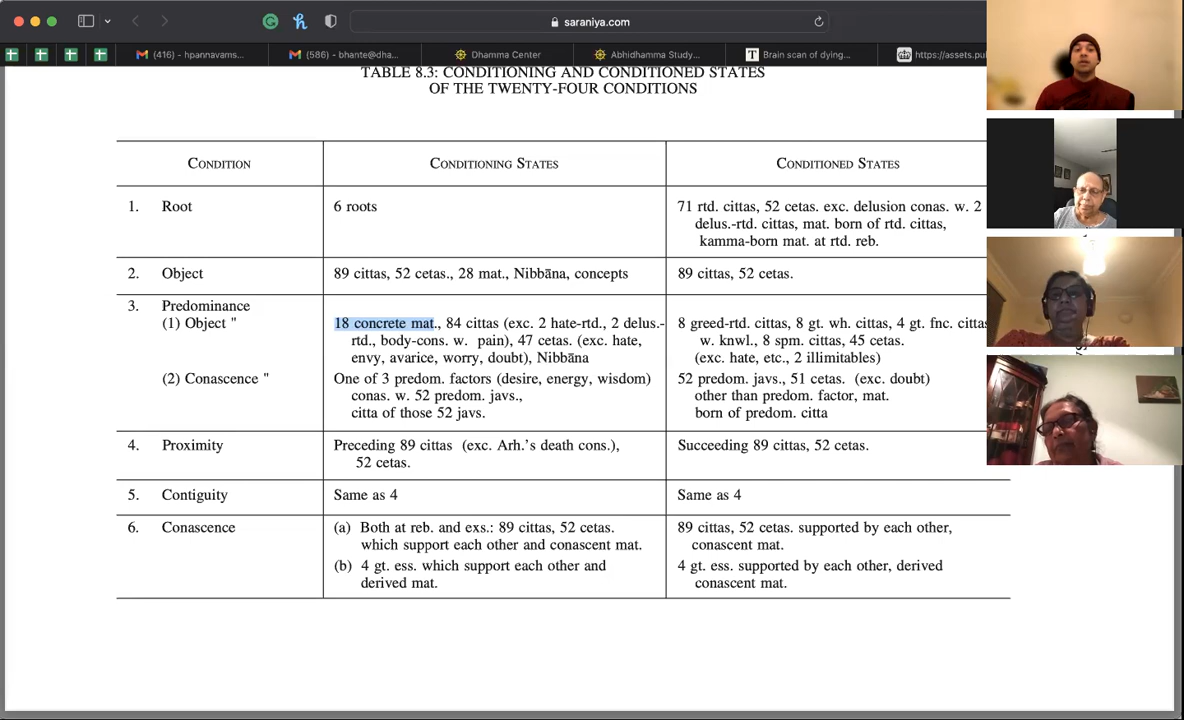 saraniya.com
(416) - hpannavams...
(586) - bhante@dha...
Dhamma Center
Abhidhamma Study...
Brain scan of dying...
https://assets.pu
TABLE 8.3: CONDITIONING AND CONDITIONED STATES
OF THE TWENTY-FOUR CONDITIONS
CONDITION
CONDITIONING STATES
CONDITIONED STATES
1. Root
6 roots
71 rtd. cittas, 52 cetas. exc. delusion conas. w. 2
delus.-rtd. cittas, mat. born of rtd. cittas,
kamma-born mat. at rtd. reb.
2. Object
89 cittas, 52 cetas., 28 mat., Nibbāna, concepts
89 cittas, 52 cetas.
3. Predominance
(1) Object "
18 concrete mat., 84 cittas (exc. 2 hate-rtd., 2 delus.-
rtd., body-cons. w. pain), 47 cetas. (exc. hate,
envy, avarice, worry, doubt), Nibbāna
8 greed-rtd. cittas, 8 gt. wh. cittas, 4 gt. fnc. cittas
w. knwl., 8 spm. cittas, 45 cetas.
(exc. hate, etc., 2 illimitables)
(2) Conascence "
One of 3 predom. factors (desire, energy, wisdom)
conas. w. 52 predom. javs.,
citta of those 52 javs.
52 predom. javs., 51 cetas. (exc. doubt)
other than predom. factor, mat.
born of predom. citta
4. Proximity
Preceding 89 cittas (exc. Arh.'s death cons.),
52 cetas.
Succeeding 89 cittas, 52 cetas.
5. Contiguity
Same as 4
Same as 4
6. Conascence
(a) Both at reb. and exs.: 89 cittas, 52 cetas.
which support each other and conascent mat.
89 cittas, 52 cetas. supported by each other,
conascent mat.
(b) 4 gt. ess. which support each other and
derived mat.
4 gt. ess. supported by each other, derived
conascent mat.